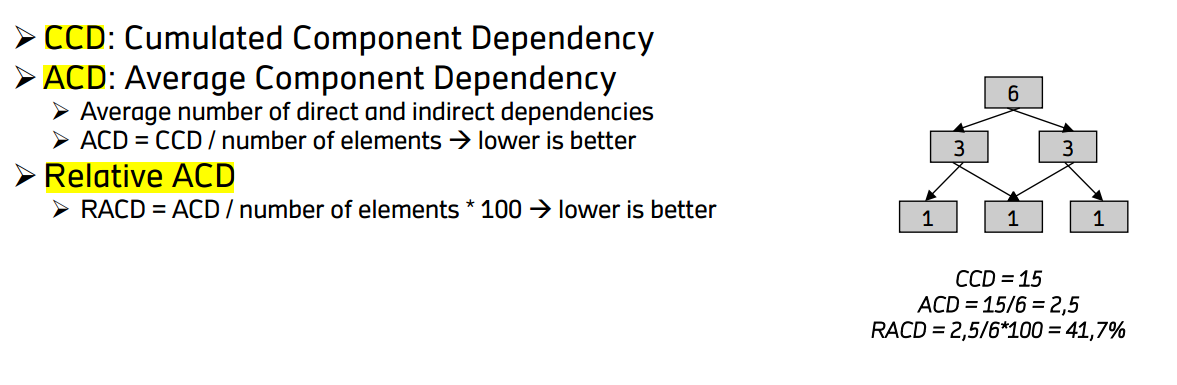 ➢ CCD: Cumulated Component Dependency
➢ ACD: Average Component Dependency
➢ Average number of direct and indirect dependencies
➢ ACD = CCD / number of elements → lower is better
➢ Relative ACD
➢ RACD = ACD / number of elements * 100 → lower is better
6
3 3
1 1 1
CCD = 15
ACD = 15/6 = 2,5
RACD = 2,5/6*100 = 41,7%